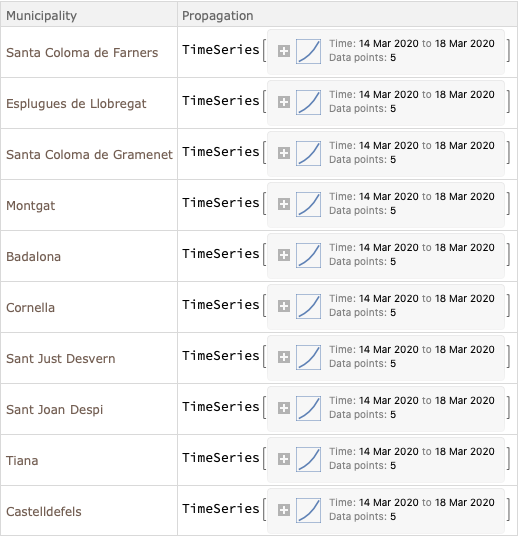 Municipality Propagation
Santa Coloma de Farners TimeSeries[ Time: 14 Mar 2020 to 18 Mar 2020
Data points: 5 ]
Esplugues de Llobregat TimeSeries[ Time: 14 Mar 2020 to 18 Mar 2020
Data points: 5 ]
Santa Coloma de Gramenet TimeSeries[ Time: 14 Mar 2020 to 18 Mar 2020
Data points: 5 ]
Montgat TimeSeries[ Time: 14 Mar 2020 to 18 Mar 2020
Data points: 5 ]
Badalona TimeSeries[ Time: 14 Mar 2020 to 18 Mar 2020
Data points: 5 ]
Cornella TimeSeries[ Time: 14 Mar 2020 to 18 Mar 2020
Data points: 5 ]
Sant Just Desvern TimeSeries[ Time: 14 Mar 2020 to 18 Mar 2020
Data points: 5 ]
Sant Joan Despi TimeSeries[ Time: 14 Mar 2020 to 18 Mar 2020
Data points: 5 ]
Tiana TimeSeries[ Time: 14 Mar 2020 to 18 Mar 2020
Data points: 5 ]
Castelldefels TimeSeries[ Time: 14 Mar 2020 to 18 Mar 2020
Data points: 5 ]